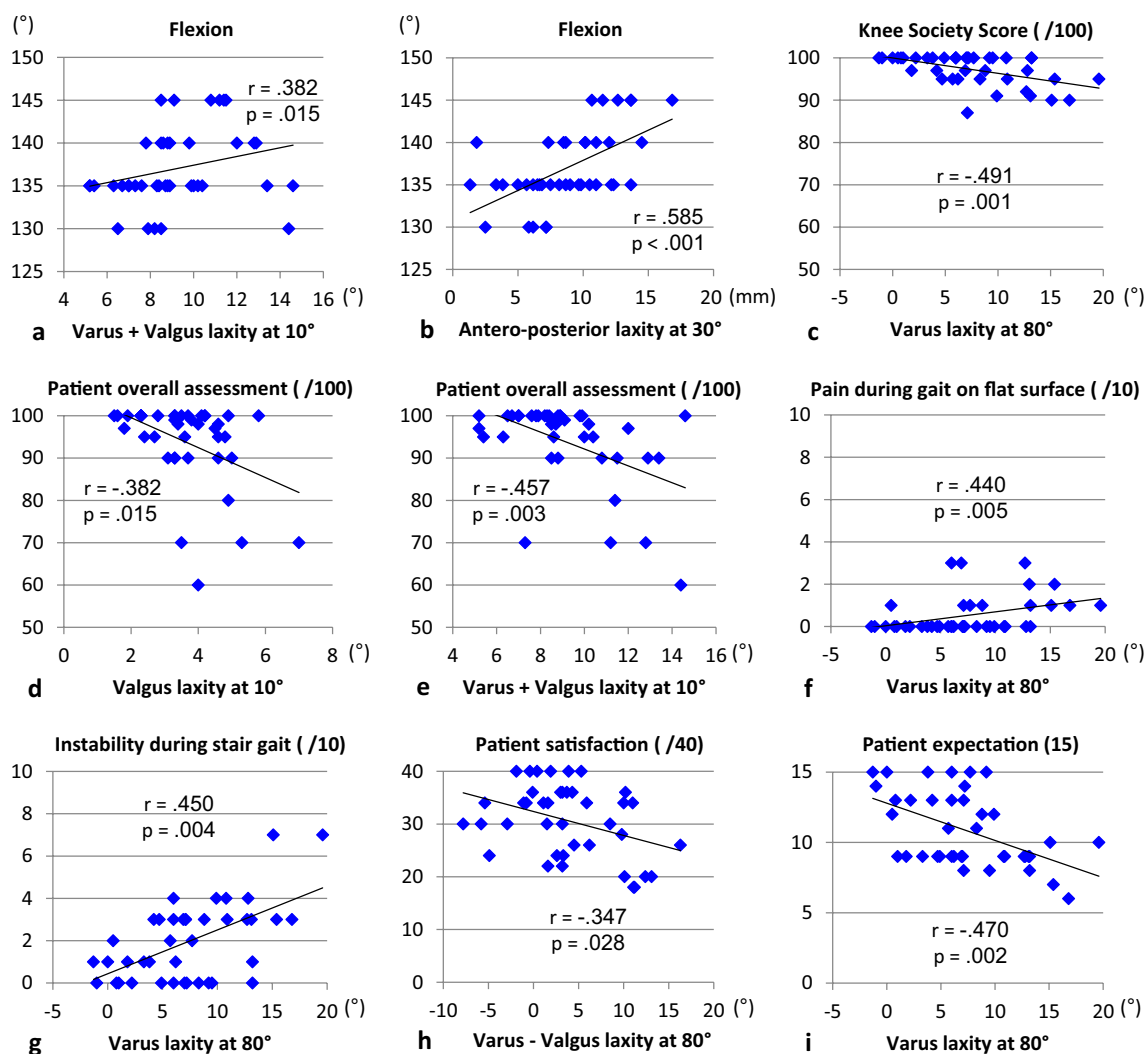 (°)
Flexion
150
145
140
135
130
125
r = .382
p = .015
4 6 8 10 12 14 16 (°)
a Varus + Valgus laxity at 10°
(°)
Flexion
150
145
140
135
130
125
r = .585
p < .001
0 5 10 15 20 (mm)
b Antero-posterior laxity at 30°
Knee Society Score ( /100)
100
90
80
70
60
50
r = -.491
p = .001
-5 0 5 10 15 20 (°)
c Varus laxity at 80°
Patient overall assessment ( /100)
100
90
80
70
60
50
r = -.382
p = .015
0 2 4 6 8 (°)
d Valgus laxity at 10°
Patient overall assessment ( /100)
100
90
80
70
60
50
r = -.457
p = .003
4 6 8 10 12 14 16 (°)
e Varus + Valgus laxity at 10°
Pain during gait on flat surface ( /10)
10
8
6
4
2
0
r = .440
p = .005
-5 0 5 10 15 20 (°)
f Varus laxity at 80°
Instability during stair gait ( /10)
10
8
6
4
2
0
r = .450
p = .004
-5 0 5 10 15 20 (°)
g Varus laxity at 80°
Patient satisfaction ( /40)
40
30
20
10
0
r = -.347
p = .028
-10 -5 0 5 10 15 20 (°)
h Varus - Valgus laxity at 80°
Patient expectation (15)
15
10
5
0
r = -.470
p = .002
-5 0 5 10 15 20 (°)
i Varus laxity at 80°